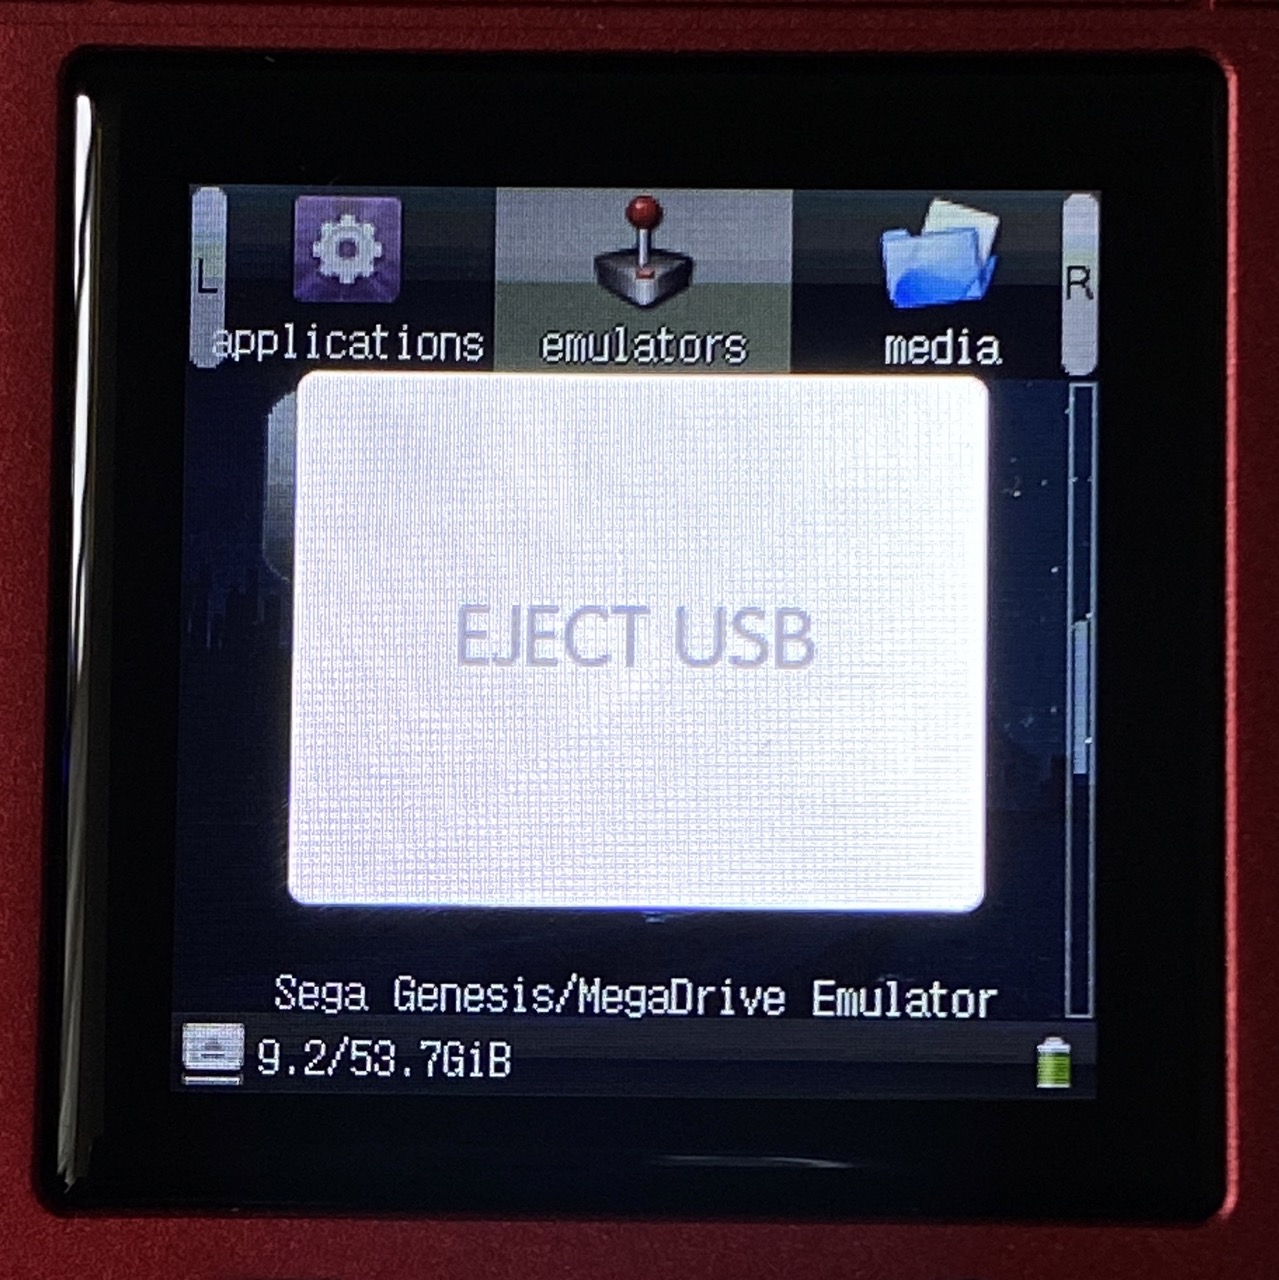 L
R
applications
emulators
media
EJECT USB
Sega Genesis/MegaDrive Emulator
9.2/53.7GiB